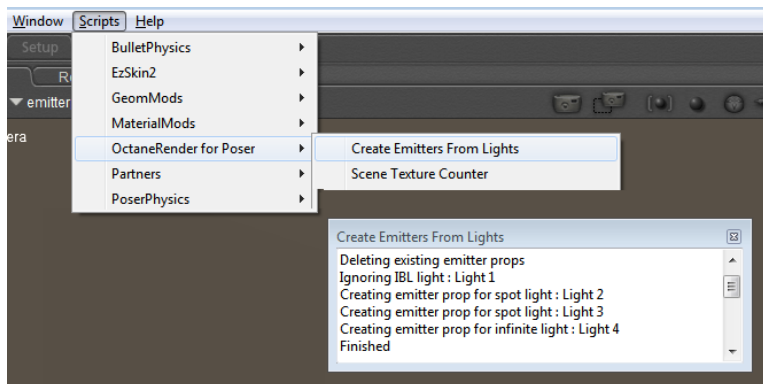 Window Scripts Help
Setup
BulletPhysics
EzSkin2
GeomMods
emitter
MaterialMods
era
OctaneRender for Poser
Create Emitters From Lights
Partners
Scene Texture Counter
PoserPhysics
Create Emitters From Lights
Deleting existing emitter props
Ignoring IBL light : Light 1
Creating emitter prop for spot light : Light 2
Creating emitter prop for spot light : Light 3
Creating emitter prop for infinite light : Light 4
Finished